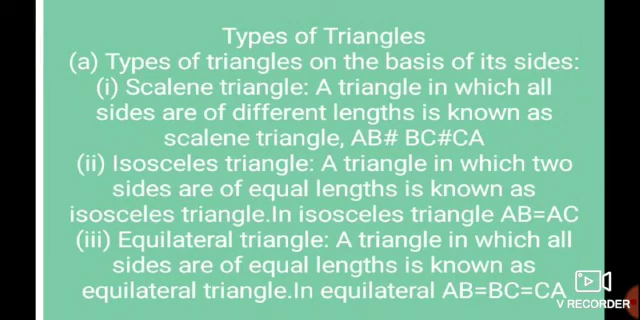 Types of Triangles
(a) Types of triangles on the basis of its sides:
(i) Scalene triangle: A triangle in which all
sides are of different lengths is known as
scalene triangle, AB# BC#CA
(ii) Isosceles triangle: A triangle in which two
sides are of equal lengths is known as
isosceles triangle.In isosceles triangle AB=AC
(iii) Equilateral triangle: A triangle in which all
sides are of equal lengths is known as
equilateral triangle.In equilateral AB=BC=CA
V RECORDER